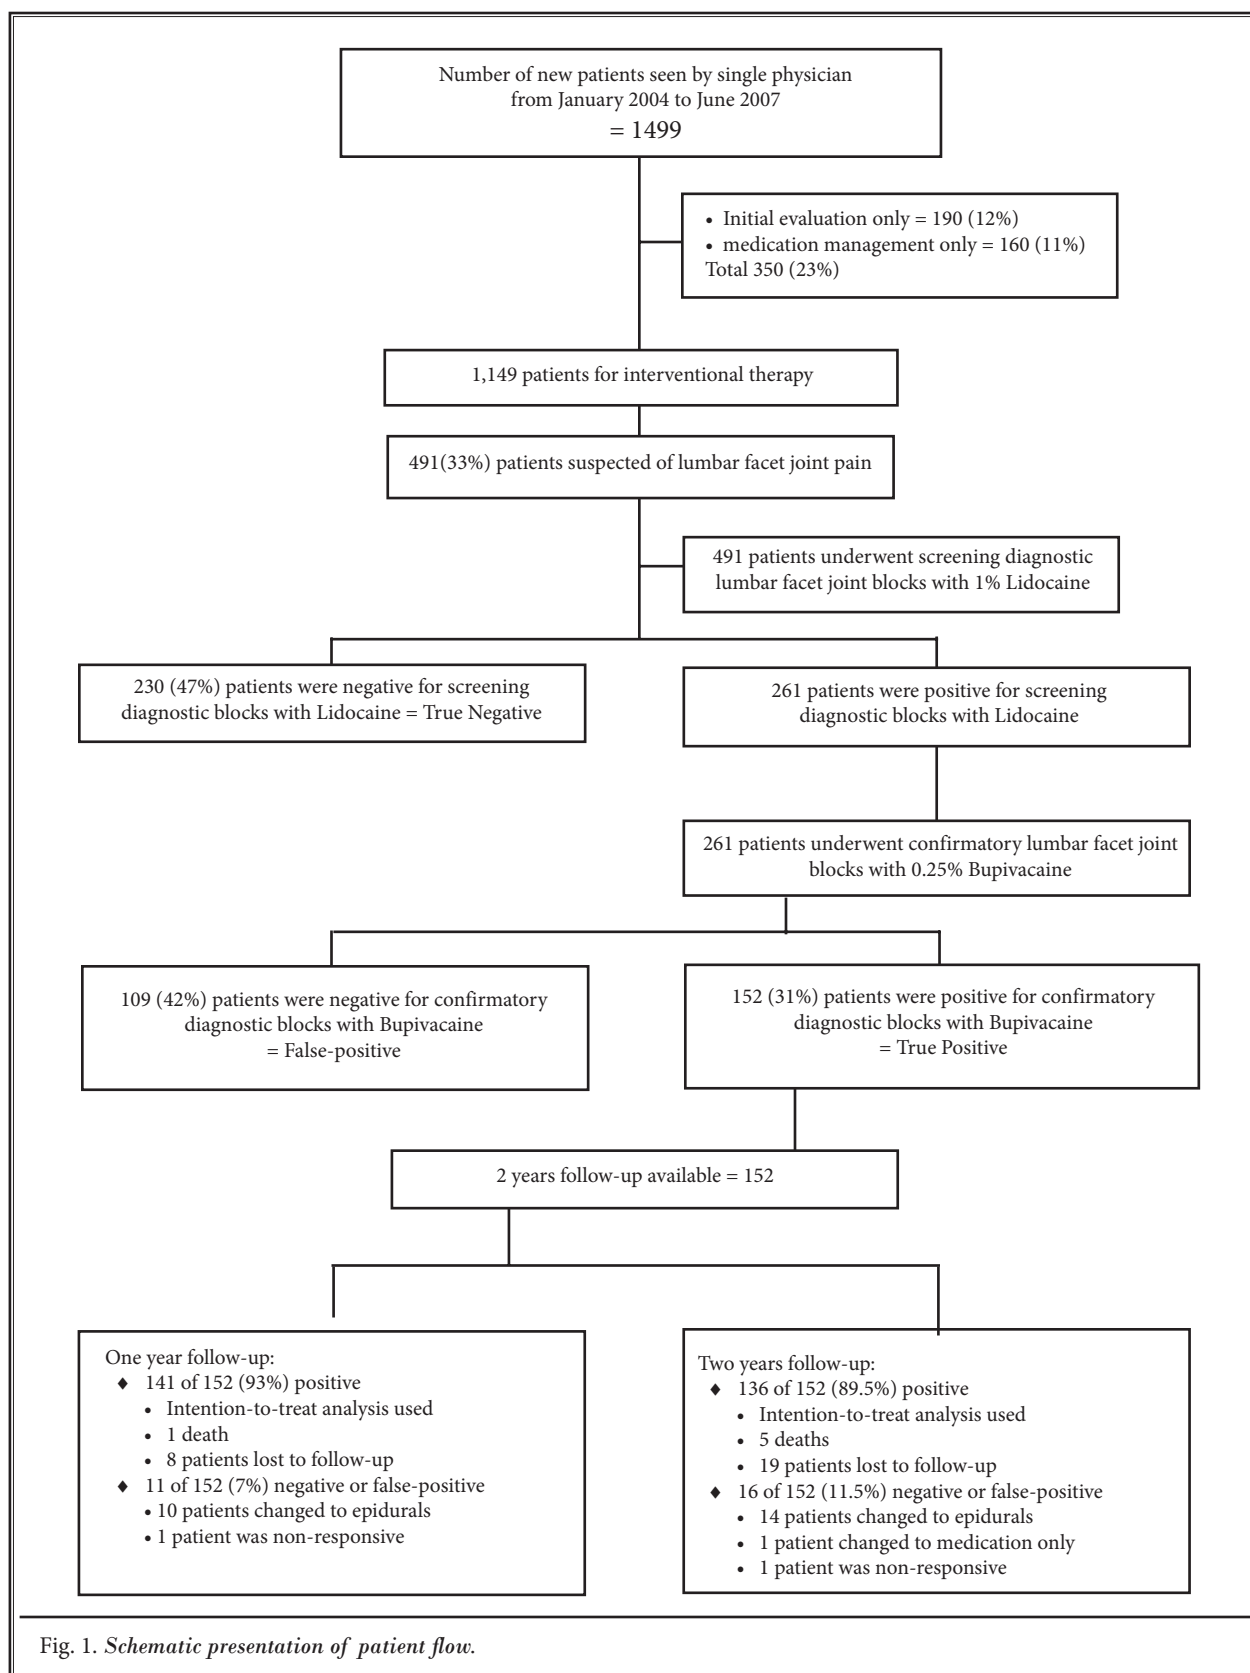 Number of new patients seen by single physician
from January 2004 to June 2007
= 1499
• Initial evaluation only = 190 (12%)
• medication management only = 160 (11%)
Total 350 (23%)
1,149 patients for interventional therapy
491(33%) patients suspected of lumbar facet joint pain
491 patients underwent screening diagnostic
lumbar facet joint blocks with 1% Lidocaine
230 (47%) patients were negative for screening
diagnostic blocks with Lidocaine = True Negative
261 patients were positive for screening
diagnostic blocks with Lidocaine
261 patients underwent confirmatory lumbar facet joint
blocks with 0.25% Bupivacaine
109 (42%) patients were negative for confirmatory
diagnostic blocks with Bupivacaine
= False-positive
152 (31%) patients were positive for confirmatory
diagnostic blocks with Bupivacaine
= True Positive
2 years follow-up available = 152
One year follow-up:
♦ 141 of 152 (93%) positive
• Intention-to-treat analysis used
• 1 death
• 8 patients lost to follow-up
♦ 11 of 152 (7%) negative or false-positive
• 10 patients changed to epidurals
• 1 patient was non-responsive
Two years follow-up:
♦ 136 of 152 (89.5%) positive
• Intention-to-treat analysis used
• 5 deaths
• 19 patients lost to follow-up
♦ 16 of 152 (11.5%) negative or false-positive
• 14 patients changed to epidurals
• 1 patient changed to medication only
• 1 patient was non-responsive
Fig. 1. Schematic presentation of patient flow.